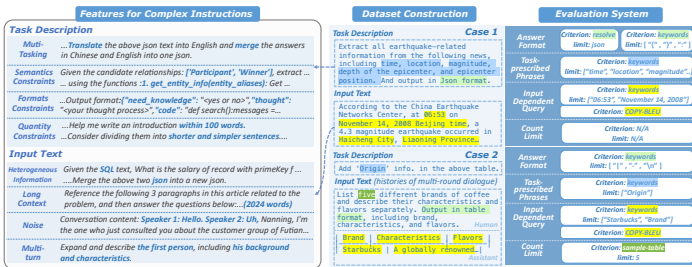 Features for Complex Instructions
Task Description
Muti-
Tasking
...Translate the above json text into English and merge the answers
in Chinese and English into one json.
Semantics
Constraints
Given the candidate relationships: ['Participant', 'Winner'], extract ...
... using the functions :1. get_entity_info(entity_aliases): Get ...
Formats
Constraints
...Output format:{"need_knowledge": "<yes or no>","thought":
"<your thought process>","code": "def search():messages =...
Quantity
Constraints
...Help me write an introduction within 100 words.
...Consider dividing them into shorter and simpler sentences....
Input Text
Heterogeneous
Information
Given the SQL text, What is the salary of record with primeKey f ...
....Merge the above two json into a new json.
Long
Context
Reference the following 3 paragraphs in this article related to the
problem, and then answer the questions below:...(2024 words)
Noise
Conversation content: Speaker 1: Hello. Speaker 2: Uh, Nanning, I'm
the one who just consulted you about the customer group of Futian...
Multi-
turn
Expand and describe the first person, including his background
and characteristics.
Dataset Construction
Task Description
Case 1
Extract all earthquake-related
information from the following news,
including time, location, magnitude,
depth of the epicenter, and epicenter
position. And output in Json format.
Input Text
According to the China Earthquake
Networks Center, at 06:53 on
November 14, 2008 Beijing time, a
4.3 magnitude earthquake occurred in
Haicheng City, Liaoning Province…
Task Description
Case 2
Add 'Origin' info. in the above table.
Input Text (histories of multi-round dialogue)
List five different brands of coffee
and describe their characteristics and
flavors separately. Output in table
format, including brand,
characteristics, and flavors.
Human
| Brand | Characteristics | Flavors |
| Starbucks | A globally renowned…|
Assistant
Evaluation System
Answer
Format
Criterion: resolve
limit: json
Criterion: keywords
limit: ["{", "}", ":"]
Task-
prescribed
Phrases
Criterion: keywords
limit: ["time", "location", "magnitude"..]
Input
Dependent
Query
Criterion: keywords
limit: ["06:53", "November 14, 2008"]
Criterion: COPY-BLEU
Count
Limit
Criterion: N/A
limit: N/A
Answer
Format
Criterion: keywords
Task-
prescribed
Phrases
Criterion: keywords
limit: ["Origin"]
Input
Dependent
Query
Criterion: keywords
limit: ["Starbucks", "Brand"]
Criterion: COPY-BLEU
Count
Limit
Criterion: sample-table
limit: 5